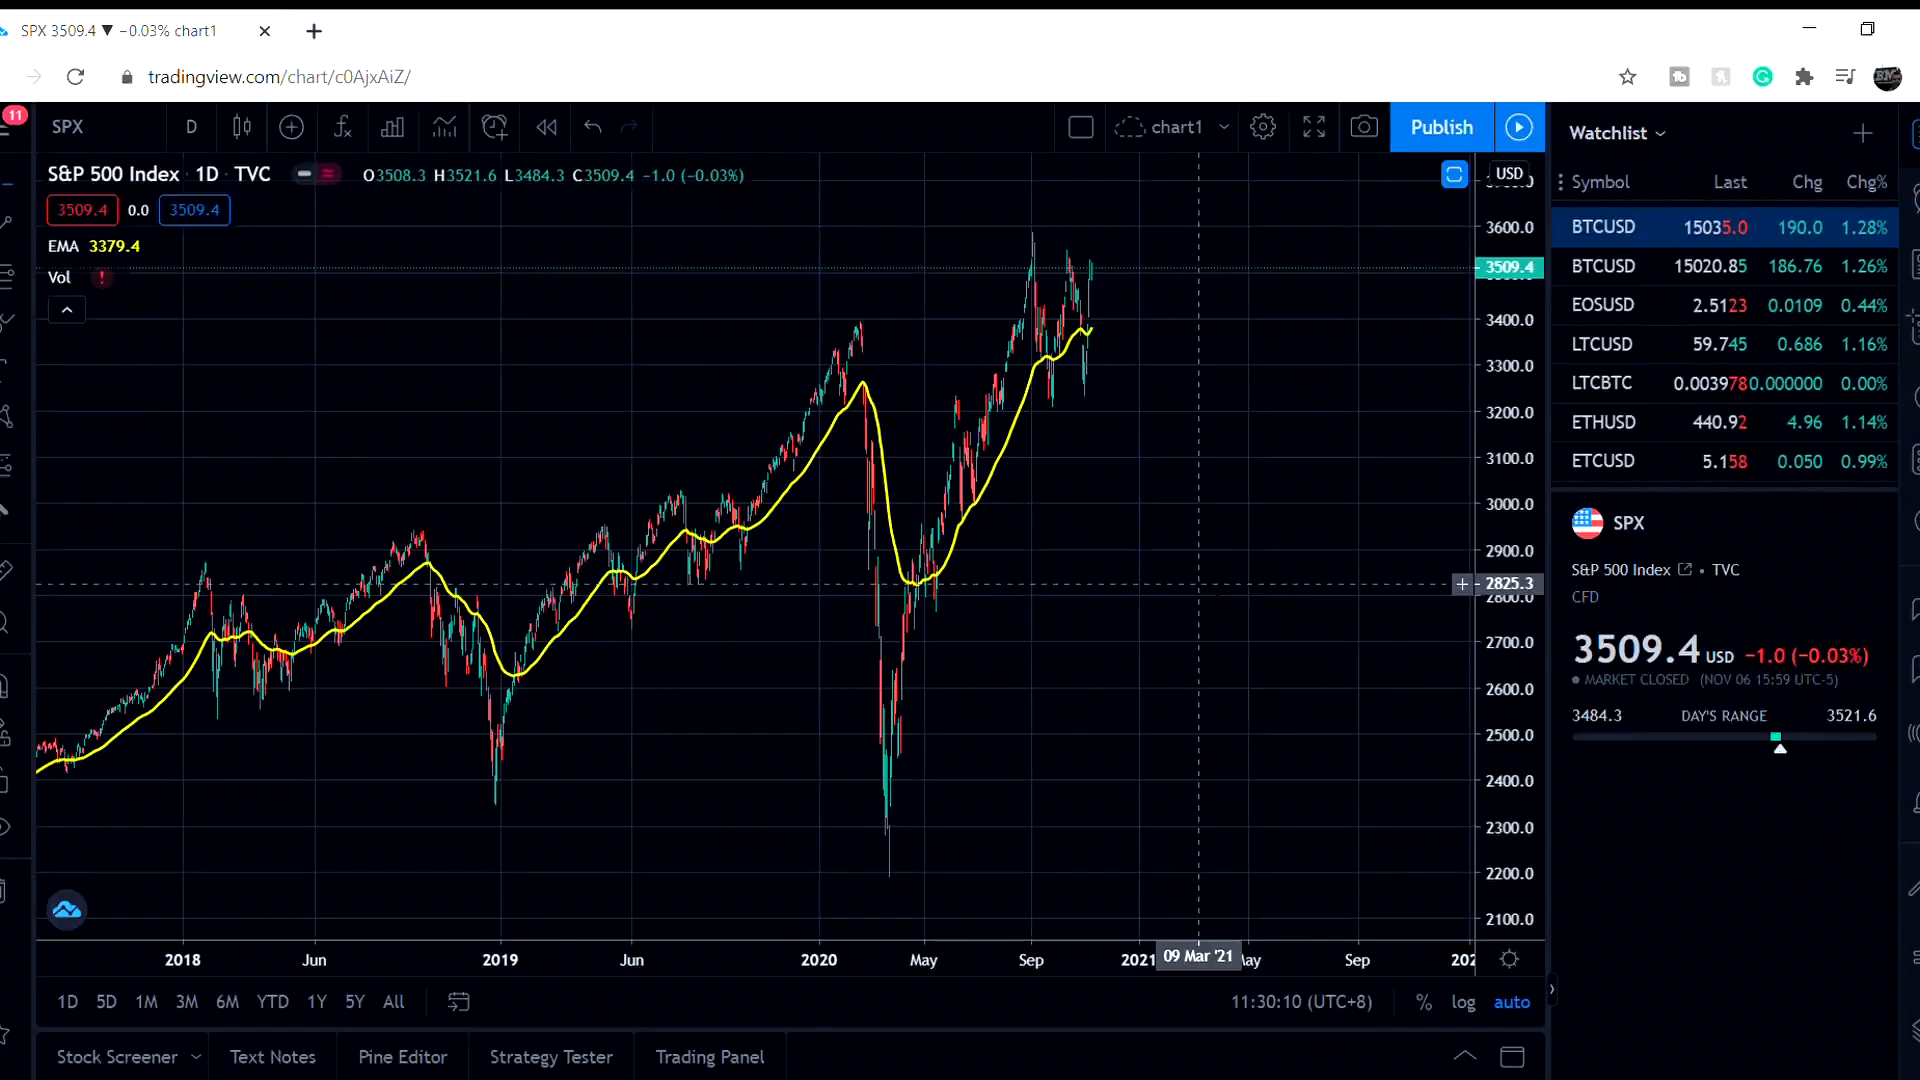 SPX 3509.4 ▼ −0.03% chart1
tradingview.com/chart/c0AjxAiZ/
11
SPX D chart1 Publish
S&P 500 Index · 1D · TVC O3508.3 H3521.6 L3484.3 C3509.4 −1.0 (−0.03%)
3509.4 0.0 3509.4
EMA 3379.4
Vol !
USD
3600.0
3509.4
3400.0
3300.0
3200.0
3100.0
3000.0
2900.0
2825.3
2800.0
2700.0
2600.0
2500.0
2400.0
2300.0
2200.0
2100.0
2018 Jun 2019 Jun 2020 May Sep 2021 09 Mar '21 Sep
1D 5D 1M 3M 6M YTD 1Y 5Y All 11:30:10 (UTC+8) % log auto
Stock Screener Text Notes Pine Editor Strategy Tester Trading Panel
Watchlist
Symbol Last Chg Chg%
BTCUSD 15035.0 190.0 1.28%
BTCUSD 15020.85 186.76 1.26%
EOSUSD 2.5123 0.0109 0.44%
LTCUSD 59.745 0.686 1.16%
LTCBTC 0.003978 0.000000 0.00%
ETHUSD 440.92 4.96 1.14%
ETCUSD 5.158 0.050 0.99%
SPX
S&P 500 Index • TVC
CFD
3509.4 USD −1.0 (−0.03%)
MARKET CLOSED (NOV 06 15:59 UTC-5)
3484.3 DAY'S RANGE 3521.6